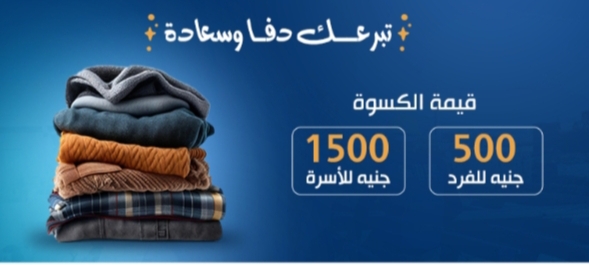 تبرعك دفا وسعادة
قيمة الكسوة
500
جنيه للفرد
1500
جنيه للأسرة